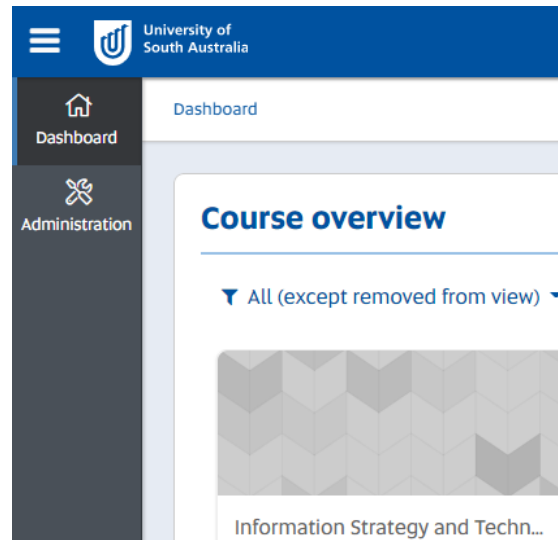 University of
South Australia
Dashboard
Dashboard
Administration
Course overview
All (except removed from view)
Information Strategy and Techn...